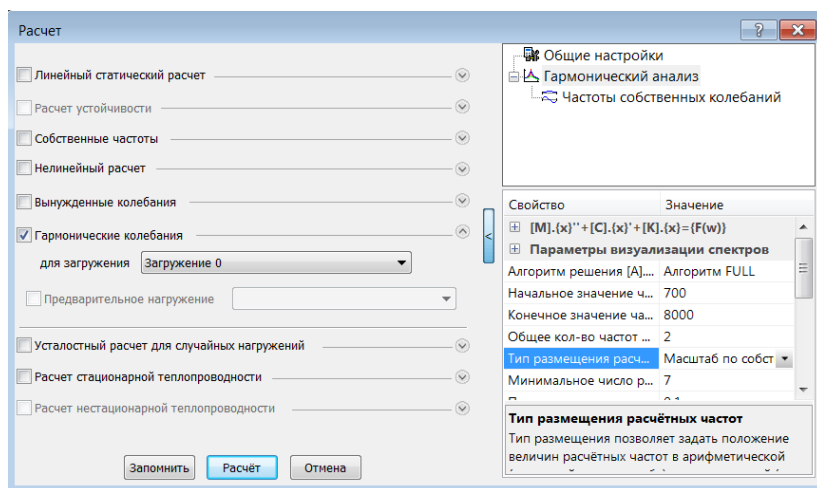 Расчет
Линейный статический расчет
Расчет устойчивости
Собственные частоты
Нелинейный расчет
Вынужденные колебания
Гармонические колебания
для загружения Загружение 0
Предварительное нагружение
Усталостный расчет для случайных нагружений
Расчет стационарной теплопроводности
Расчет нестационарной теплопроводности
Запомнить Расчёт Отмена
<
Общие настройки
Гармонический анализ
Частоты собственных колебаний
Свойство Значение
[M].{x}''+[C].{x}'+[K].{x}={F(w)}
Параметры визуализации спектров
Алгоритм решения [A].... Алгоритм FULL
Начальное значение ч... 700
Конечное значение ча... 8000
Общее кол-во частот ... 2
Тип размещения расч... Масштаб по собст
Минимальное число р... 7
Тип размещения расчётных частот
Тип размещения позволяет задать положение
величин расчётных частот в арифметической